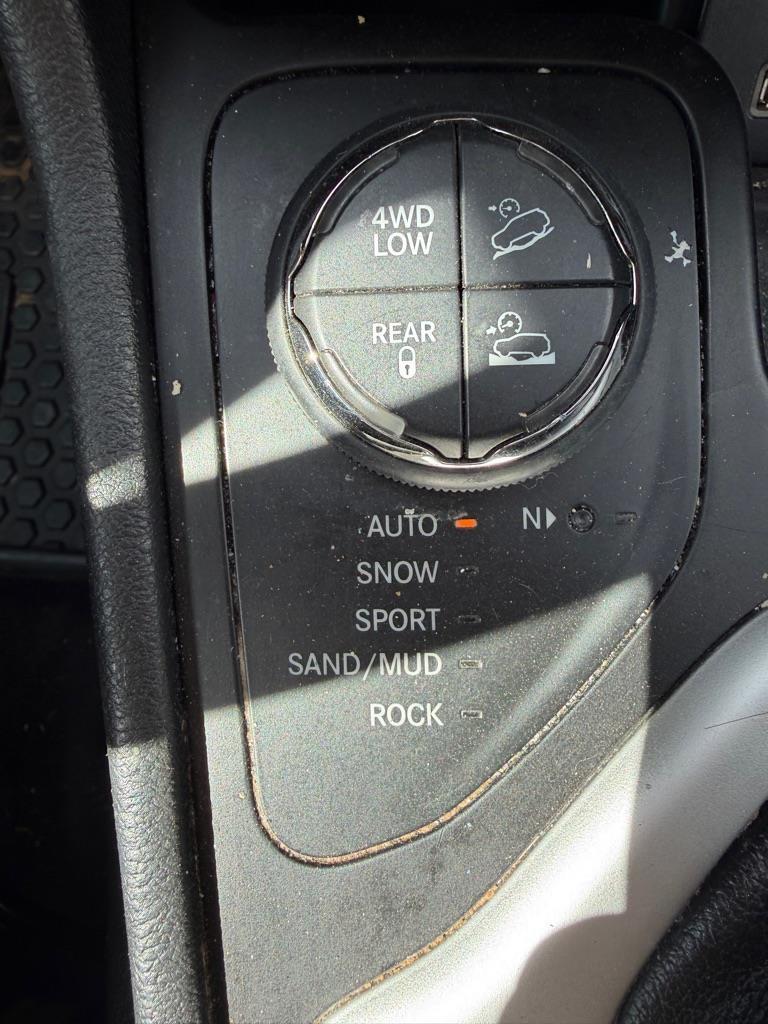 4WD
LOW
REAR
AUTO
N
SNOW
SPORT
SAND/MUD
ROCK